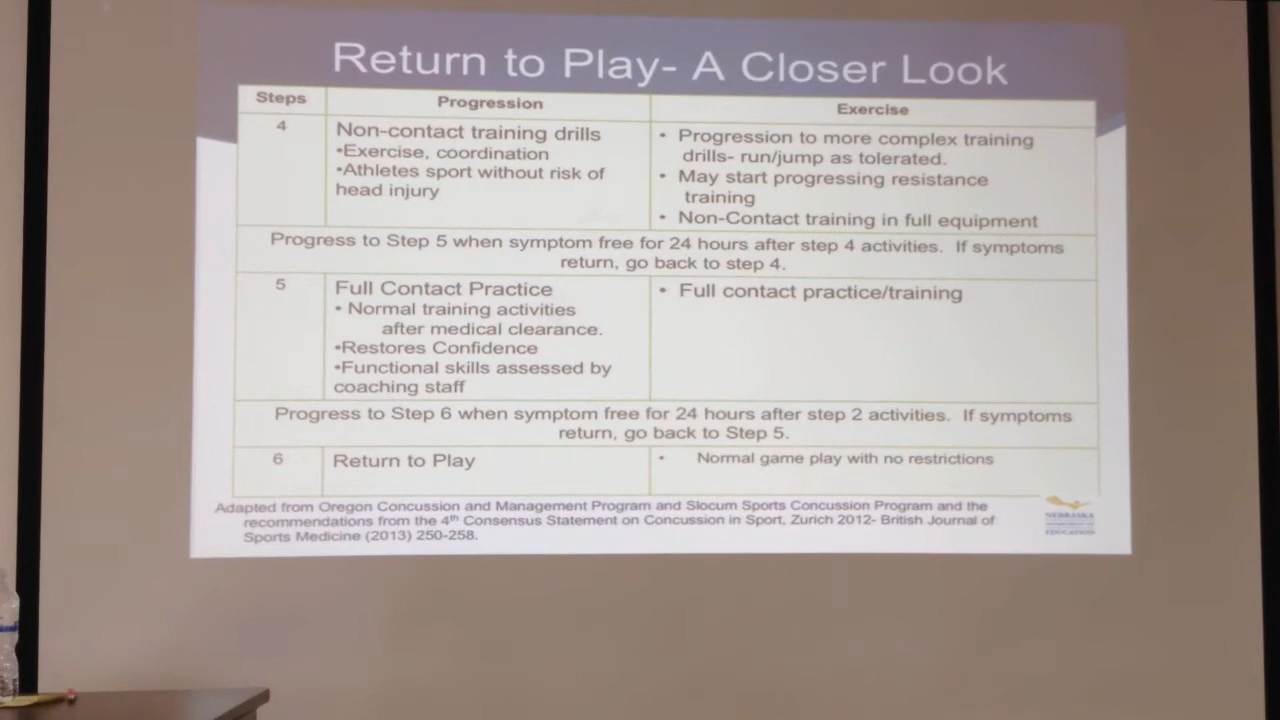 Return to Play- A Closer Look
Steps
Progression
Exercise
4
Non-contact training drills
•Exercise, coordination
•Athletes sport without risk of
head injury
• Progression to more complex training
drills- run/jump as tolerated.
• May start progressing resistance
training
• Non-Contact training in full equipment
Progress to Step 5 when symptom free for 24 hours after step 4 activities. If symptoms
return, go back to step 4.
5
Full Contact Practice
• Normal training activities
after medical clearance.
•Restores Confidence
•Functional skills assessed by
coaching staff
• Full contact practice/training
Progress to Step 6 when symptom free for 24 hours after step 2 activities. If symptoms
return, go back to Step 5.
6
Return to Play
• Normal game play with no restrictions
Adapted from Oregon Concussion and Management Program and Slocum Sports Concussion Program and the
recommendations from the 4th Consensus Statement on Concussion in Sport, Zurich 2012- British Journal of
Sports Medicine (2013) 250-258.
NEBRASKA
EDUCATION